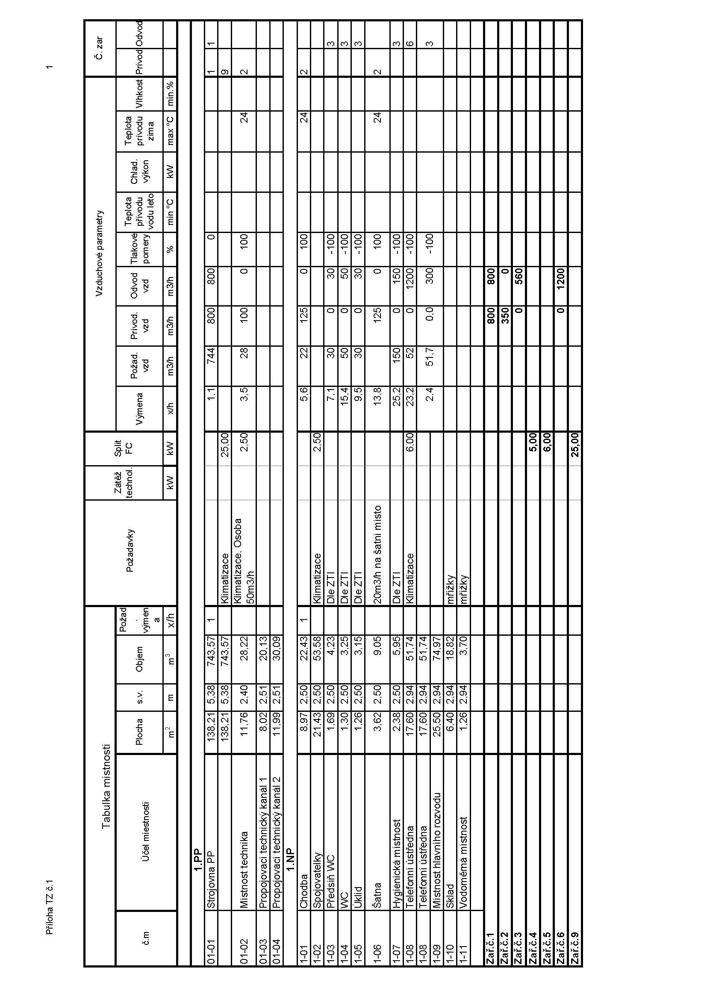 Příloha TZ č.1 1
Tabulka místností Požadavky Zátěž technol. Split FC Vzduchové parametry Č. zar
č.m Účel miestnosti Plocha s.v. Objem Požad. výmena Výmena Požad. vzd Prívod. vzd Odvod vzd Tlakové pomery Teplota přívodu vodu leto Chlad. výkon Teplota prívodu zima Vlhkost Prívod Odvod
m2 m m3 x/h kW kW x/h m3/h m3/h m3/h % min °C kW max °C min.%
1.PP
01-01 Strojovna PP 138,21 5,38 743,57 1 1,1 744 800 800 0 1 1
138,21 5,38 743,57 Klimatizace 25,00 9
01-02 Místnost technika 11,76 2,40 28,22 Klimatizace, Osoba 50m3/h 2,50 3,5 28 100 0 100 24 2
01-03 Propojovací technický kanál 1 8,02 2,51 20,13
01-04 Propojovací technický kanál 2 11,99 2,51 30,09
1.NP
1-01 Chodba 8,97 2,50 22,43 1 5,6 22 125 0 100 24 2
1-02 Spojovatelky 21,43 2,50 53,58 Klimatizace 2,50
1-03 Předsíň WC 1,69 2,50 4,23 Dle ZTI 7,1 30 0 30 -100 3
1-04 WC 1,30 2,50 3,25 Dle ZTI 15,4 50 0 50 -100 3
1-05 Úklid 1,26 2,50 3,15 Dle ZTI 9,5 30 0 30 -100 3
1-06 Šatna 3,62 2,50 9,05 20m3/h na šatní místo 13,8 125 0 100 24 2
1-07 Hygienická místnost 2,38 2,50 5,95 Dle ZTI 25,2 150 0 150 -100 3
1-08 Telefonní ústředna 17,60 2,94 51,74 Klimatizace 6,00 23,2 52 0 1200 -100 6
1-08 Telefonní ústředna 17,60 2,94 51,74 2,4 51,7 0,0 300 -100 3
1-09 Místnost hlavního rozvodu 25,50 2,94 74,97
1-10 Sklad 6,40 2,94 18,82 mřížky
1-11 Vodoměrná místnost 1,26 2,94 3,70 mřížky
Zař.č.1 800 800
Zař.č.2 350 0
Zař.č.3 0 560
Zař.č.4 5,00
Zař.č.5 6,00
Zař.č.6 0 1200
Zař.č.9 25,00